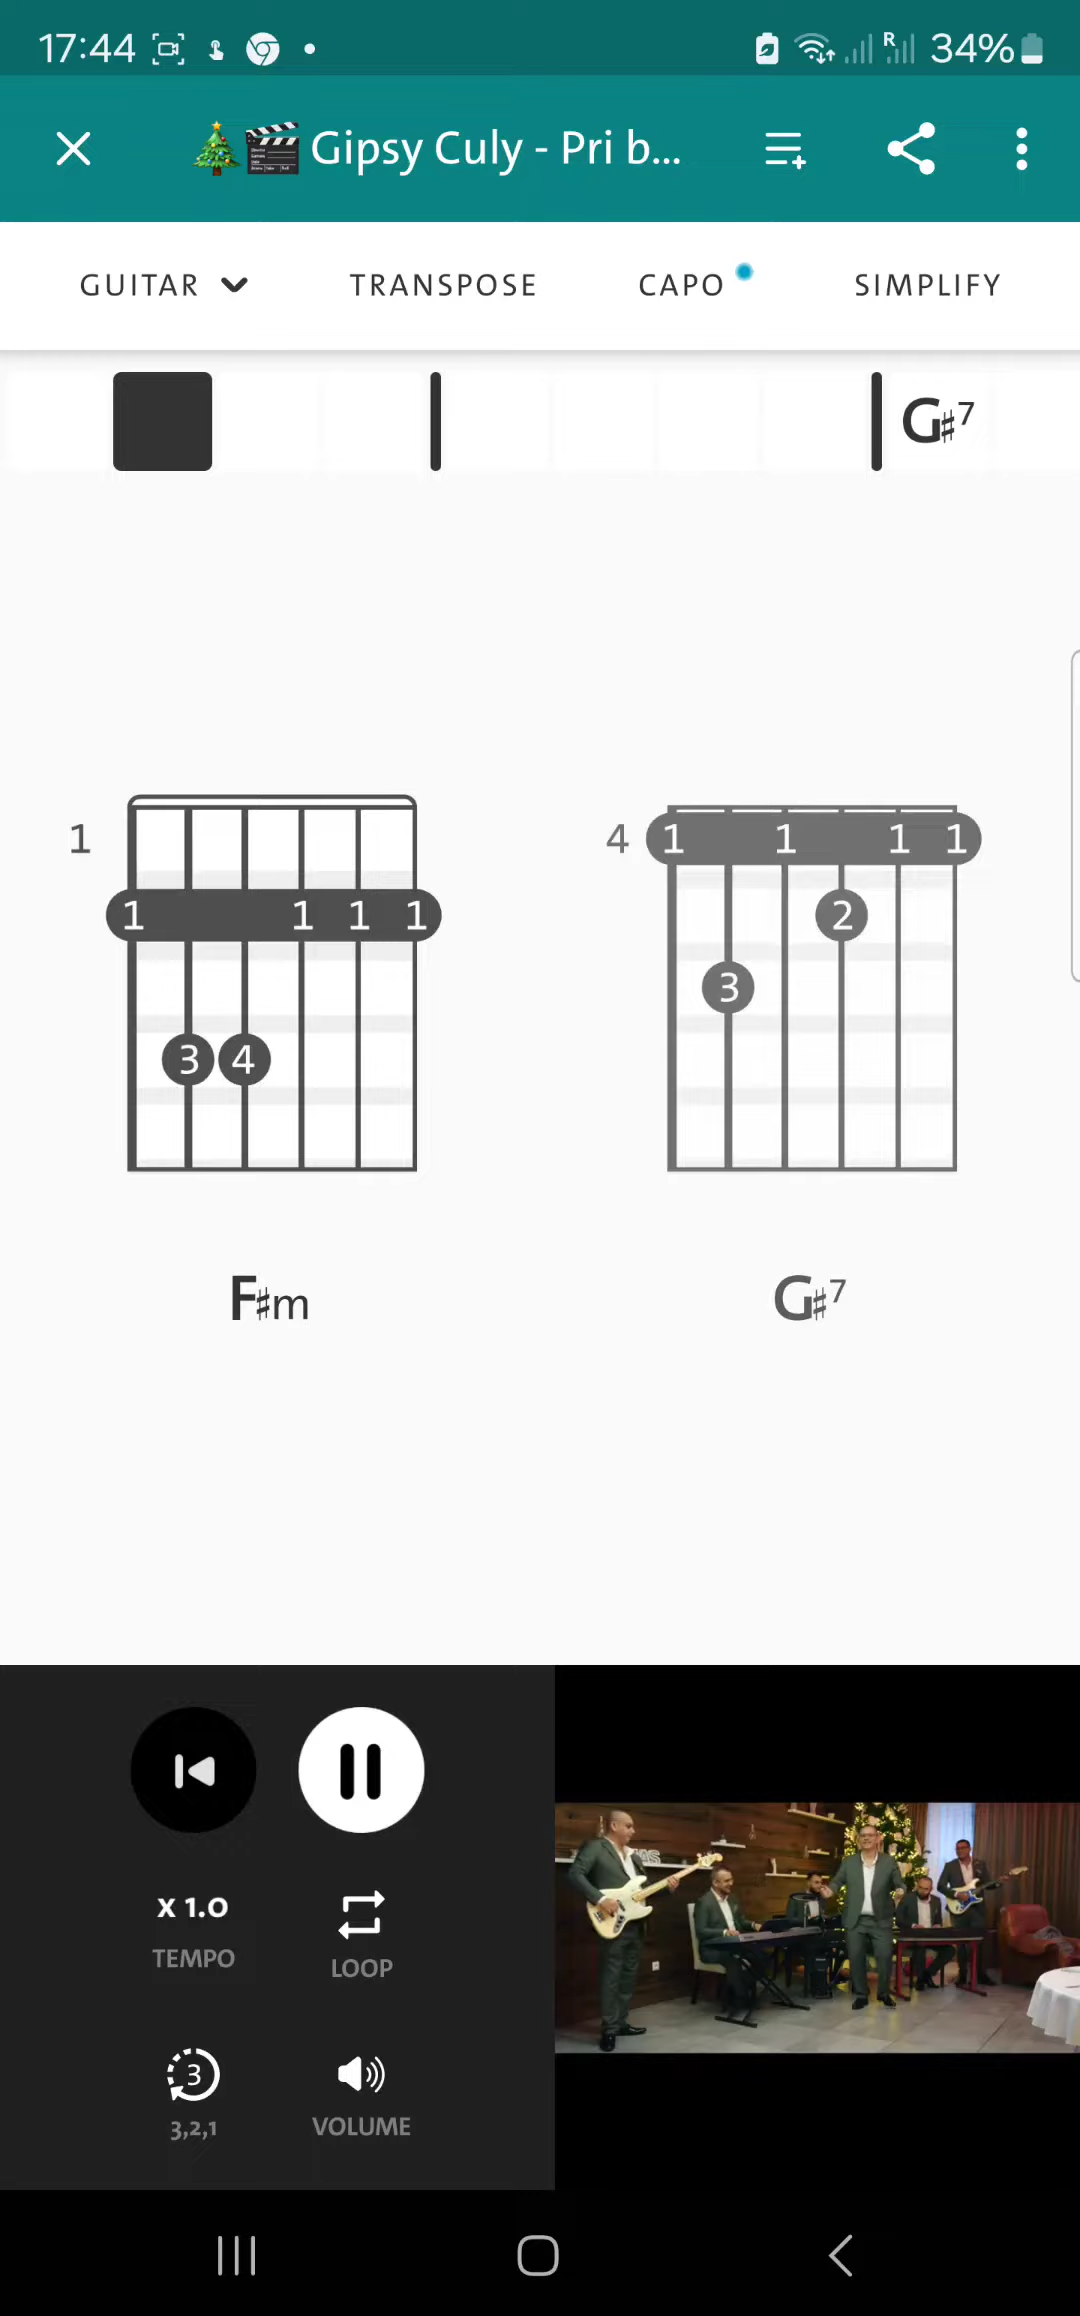 17:44 R 34%
🎄🎬 Gipsy Culy - Pri b...
GUITAR TRANSPOSE CAPO SIMPLIFY
G♯7
1 1 1 1 1
3 4
4 1 1 1 1
2
3
F♯m G♯7
x 1.0
TEMPO LOOP
3
3,2,1 VOLUME